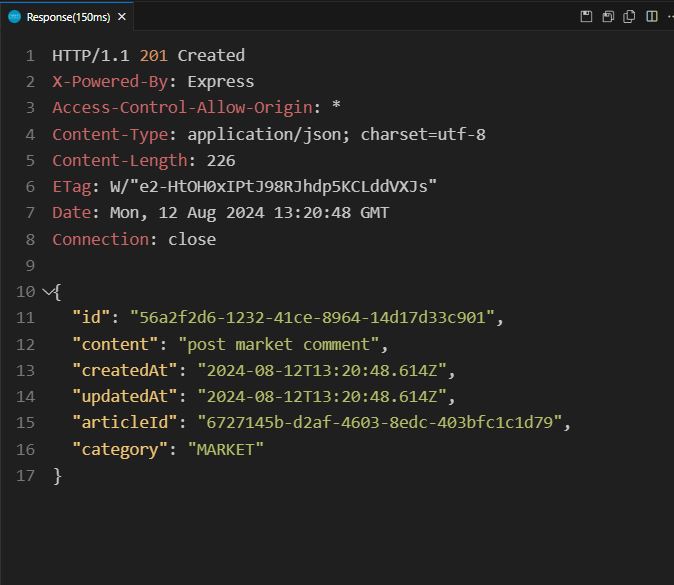 Response(150ms)
1 HTTP/1.1 201 Created
2 X-Powered-By: Express
3 Access-Control-Allow-Origin: *
4 Content-Type: application/json; charset=utf-8
5 Content-Length: 226
6 ETag: W/"e2-HtOH0xIPtJ98RJhdp5KCLddVXJs"
7 Date: Mon, 12 Aug 2024 13:20:48 GMT
8 Connection: close
9
10 {
11 "id": "56a2f2d6-1232-41ce-8964-14d17d33c901",
12 "content": "post market comment",
13 "createdAt": "2024-08-12T13:20:48.614Z",
14 "updatedAt": "2024-08-12T13:20:48.614Z",
15 "articleId": "6727145b-d2af-4603-8edc-403bfc1c1d79",
16 "category": "MARKET"
17 }